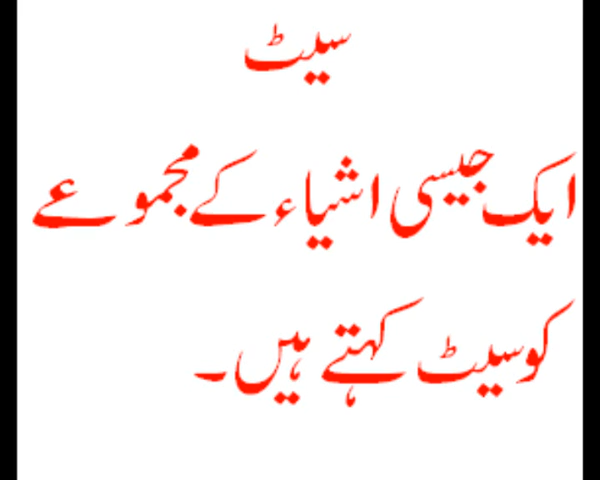 سیٹ
ایک جیسی اشیاء کے مجموعے
کو سیٹ کہتے ہیں۔